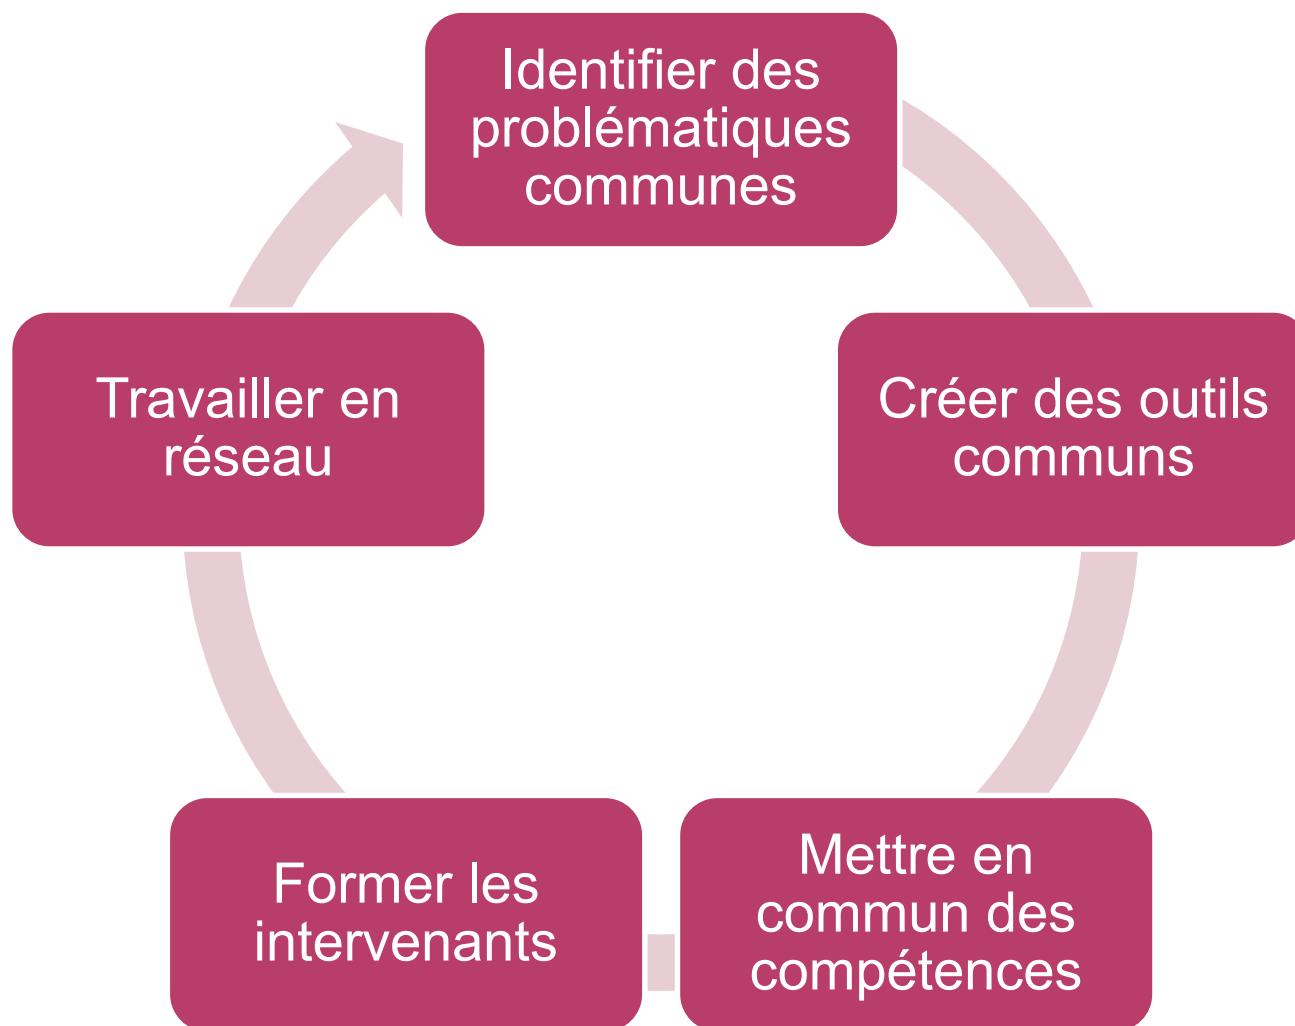 Identifier des
problématiques
communes
Créer des outils
communs
Mettre en
commun des
compétences
Former les
intervenants
Travailler en
réseau